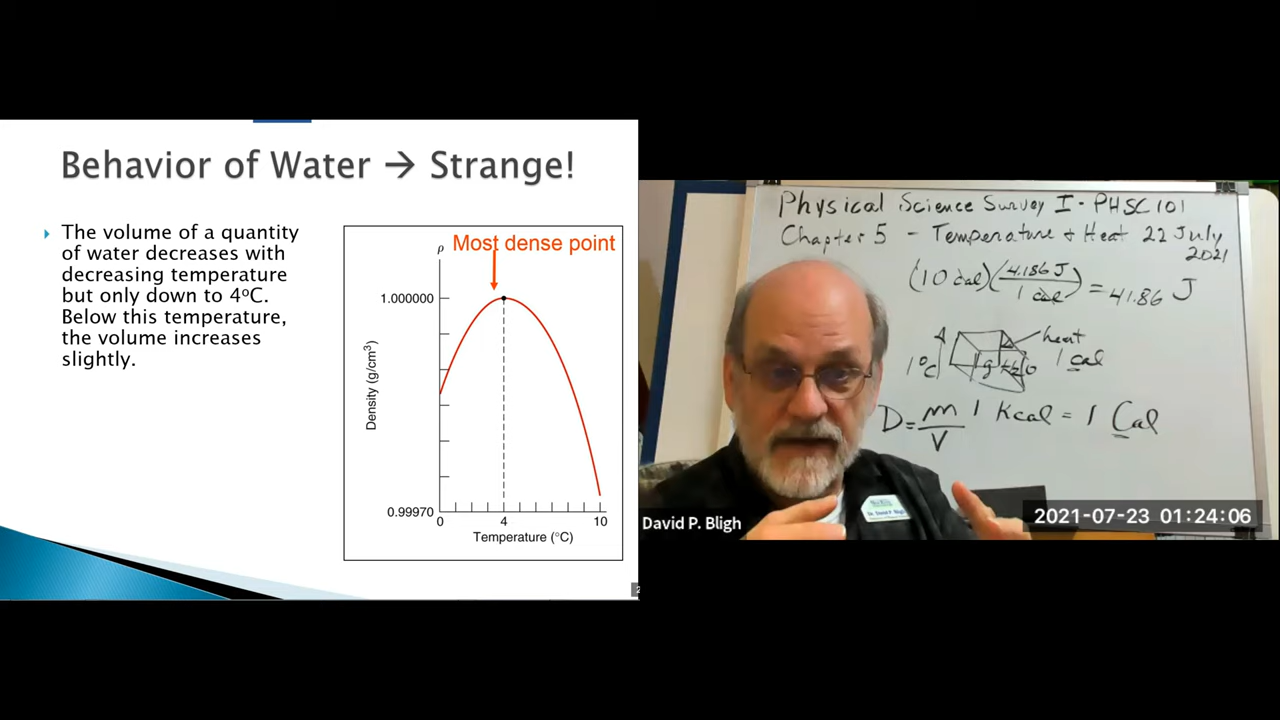 Behavior of Water → Strange!
The volume of a quantity
of water decreases with
decreasing temperature
but only down to 4ºC.
Below this temperature,
the volume increases
slightly.
ρ
Most dense point
1.000000
Density (g/cm³)
0.99970
0
4
10
Temperature (°C)
Physical Science Survey I - PHSC 101
Chapter 5 - Temperature + Heat 22 July
2021
(10 cal)(4.186 J
1 cal) = 41.86 J
heat
1°C
1 cal
D = m
V
1 Kcal = 1 Cal
Dr. David P. Bligh
David P. Bligh
2021-07-23 01:24:06